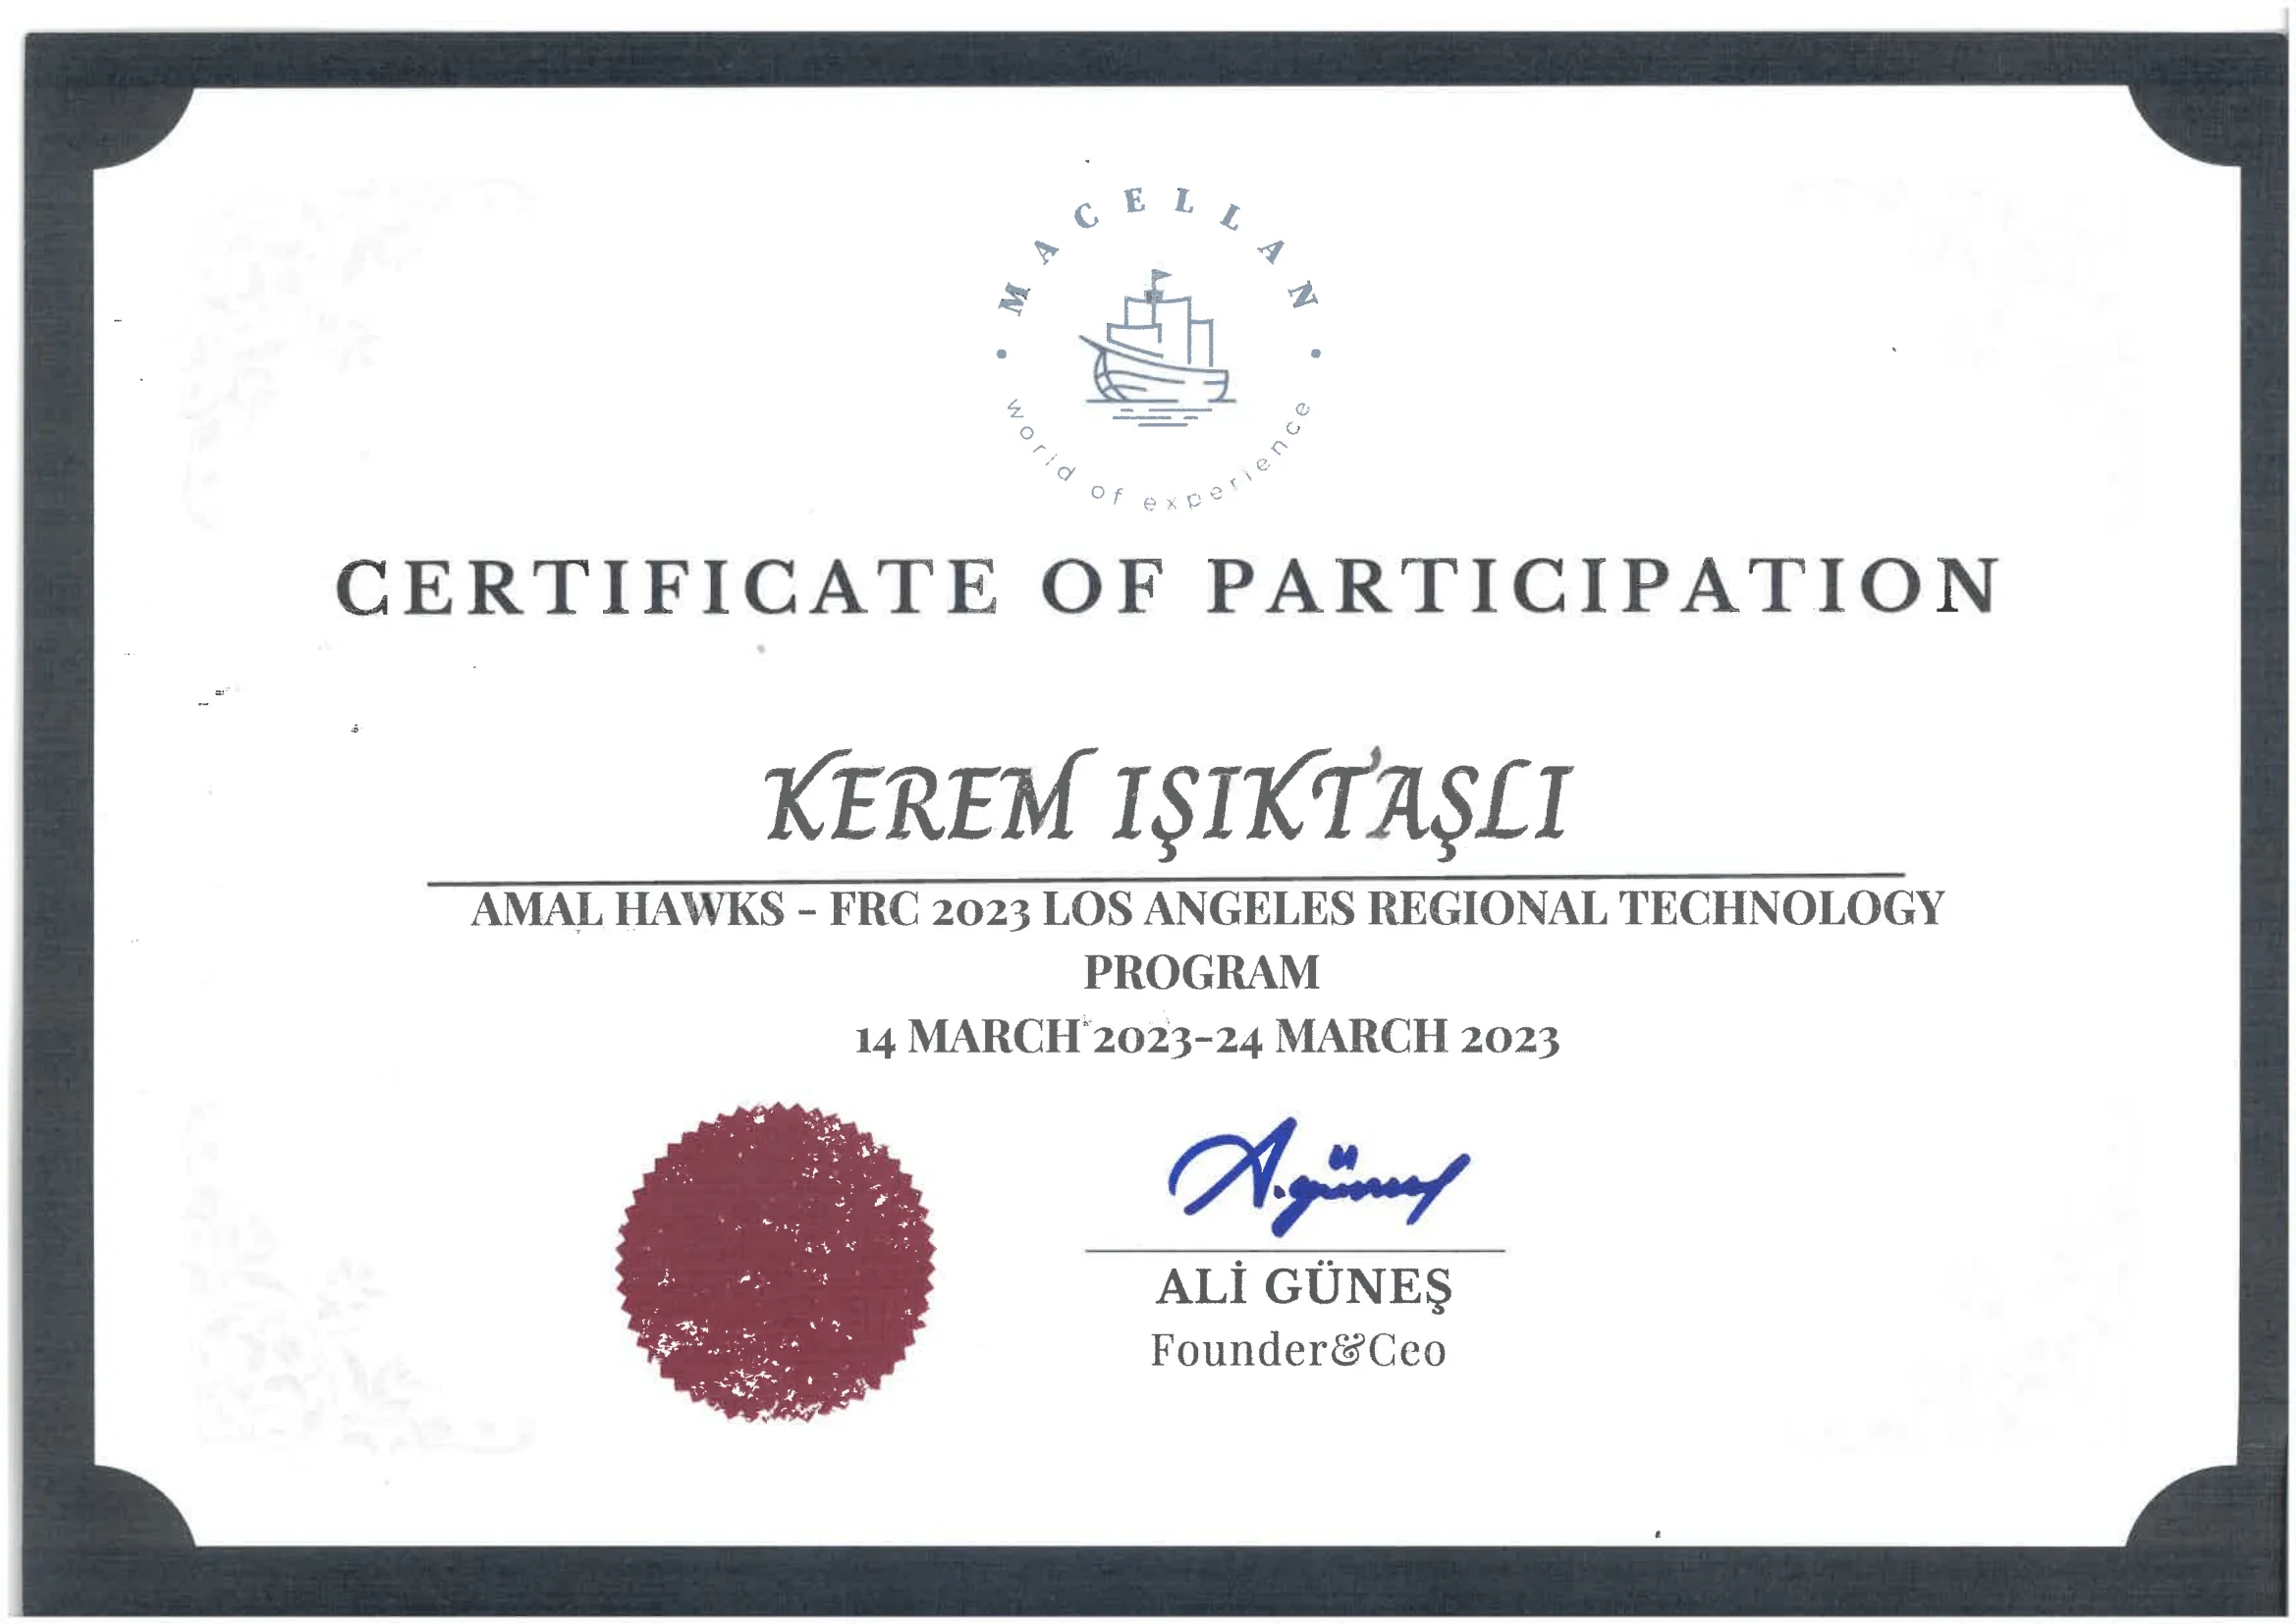 MACELLAN
world of experience
CERTIFICATE OF PARTICIPATION
KEREM IŞIKTAŞLI
AMAL HAWKS - FRC 2023 LOS ANGELES REGIONAL TECHNOLOGY
PROGRAM
14 MARCH 2023-24 MARCH 2023
A.güneş
ALİ GÜNEŞ
Founder&Ceo